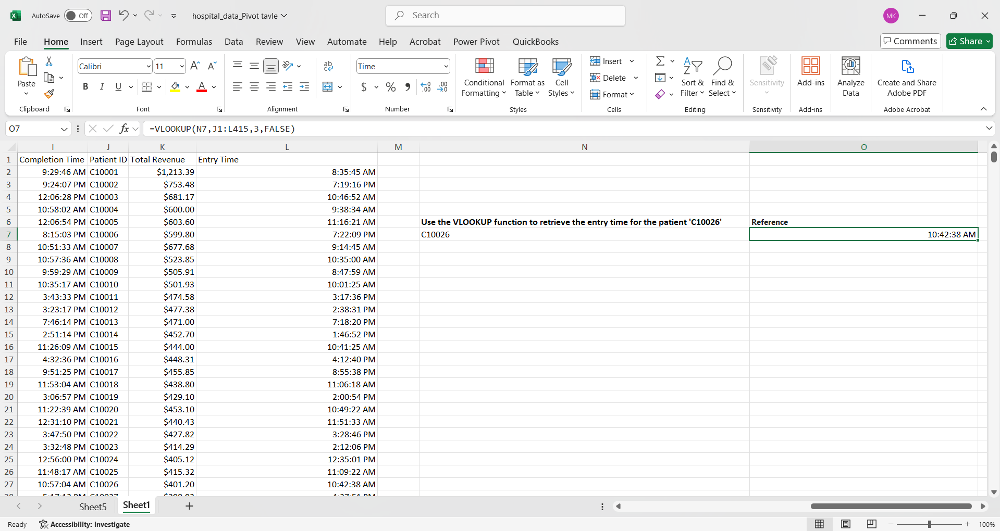 AutoSave Off hospital_data_Pivot tavle Search MK
File Home Insert Page Layout Formulas Data Review View Automate Help Acrobat Power Pivot QuickBooks Comments Share
Paste Calibri 11 Time Conditional Formatting Format as Table Cell Styles Insert Delete Format Sort & Filter Find & Select Sensitivity Add-ins Analyze Data Create and Share Adobe PDF
Clipboard Font Alignment Number Styles Cells Editing Sensitivity Add-ins Adobe Acrobat
O7 fx =VLOOKUP(N7,J1:L415,3,FALSE)
I J K L M N O
1 Completion Time Patient ID Total Revenue Entry Time
2 9:29:46 AM C10001 $1,213.39 8:35:45 AM
3 9:24:07 PM C10002 $753.48 7:19:16 PM
4 12:06:28 PM C10003 $681.17 10:46:52 AM
5 10:58:02 AM C10004 $600.00 9:38:34 AM
6 12:06:54 PM C10005 $603.60 11:16:21 AM Use the VLOOKUP function to retrieve the entry time for the patient 'C10026' Reference
7 8:15:03 PM C10006 $599.80 7:22:09 PM C10026 10:42:38 AM
8 10:51:33 AM C10007 $677.68 9:14:45 AM
9 10:57:36 AM C10008 $523.85 10:35:00 AM
10 9:59:29 AM C10009 $505.91 8:47:59 AM
11 10:35:17 AM C10010 $501.93 10:01:25 AM
12 3:43:33 PM C10011 $474.58 3:17:36 PM
13 3:23:17 PM C10012 $477.38 2:38:31 PM
14 7:46:14 PM C10013 $471.00 7:18:20 PM
15 2:51:14 PM C10014 $452.70 1:46:52 PM
16 11:26:09 AM C10015 $444.00 10:41:25 AM
17 4:32:36 PM C10016 $448.31 4:12:40 PM
18 9:51:25 PM C10017 $455.85 8:55:38 PM
19 11:53:04 AM C10018 $438.80 11:06:18 AM
20 3:06:57 PM C10019 $429.10 2:00:54 PM
21 11:22:39 AM C10020 $453.10 10:49:22 AM
22 12:31:10 PM C10021 $440.43 11:51:33 AM
23 3:47:50 PM C10022 $427.82 3:28:46 PM
24 3:32:48 PM C10023 $414.29 2:12:06 PM
25 12:56:00 PM C10024 $405.12 12:35:01 PM
26 11:48:17 AM C10025 $415.32 11:09:22 AM
27 10:57:04 AM C10026 $401.20 10:42:38 AM
Sheet5 Sheet1
Ready Accessibility: Investigate 100%